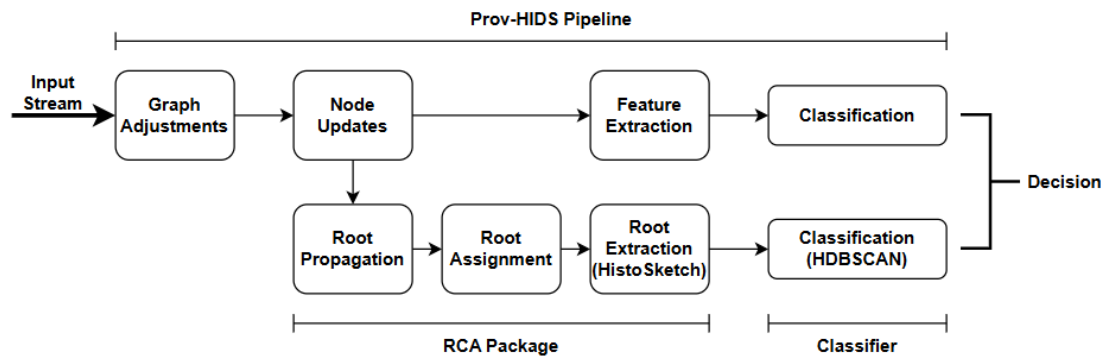 Prov-HIDS Pipeline
Input
Stream
Graph
Adjustments
Node
Updates
Feature
Extraction
Classification
Decision
Root
Propagation
Root
Assignment
Root
Extraction
(HistoSketch)
Classification
(HDBSCAN)
RCA Package
Classifier